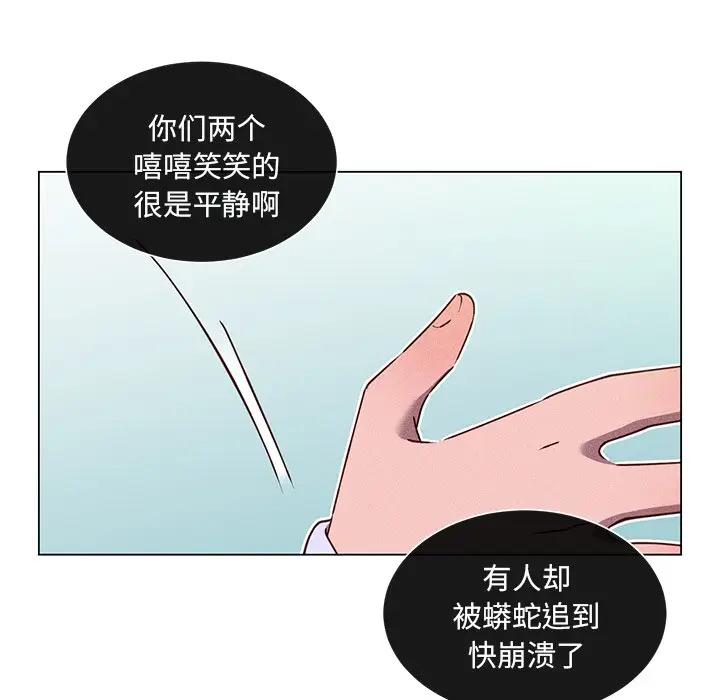 你们两个
嘻嘻笑笑的
很是平静啊
有人却
被蟒蛇追到
快崩溃了